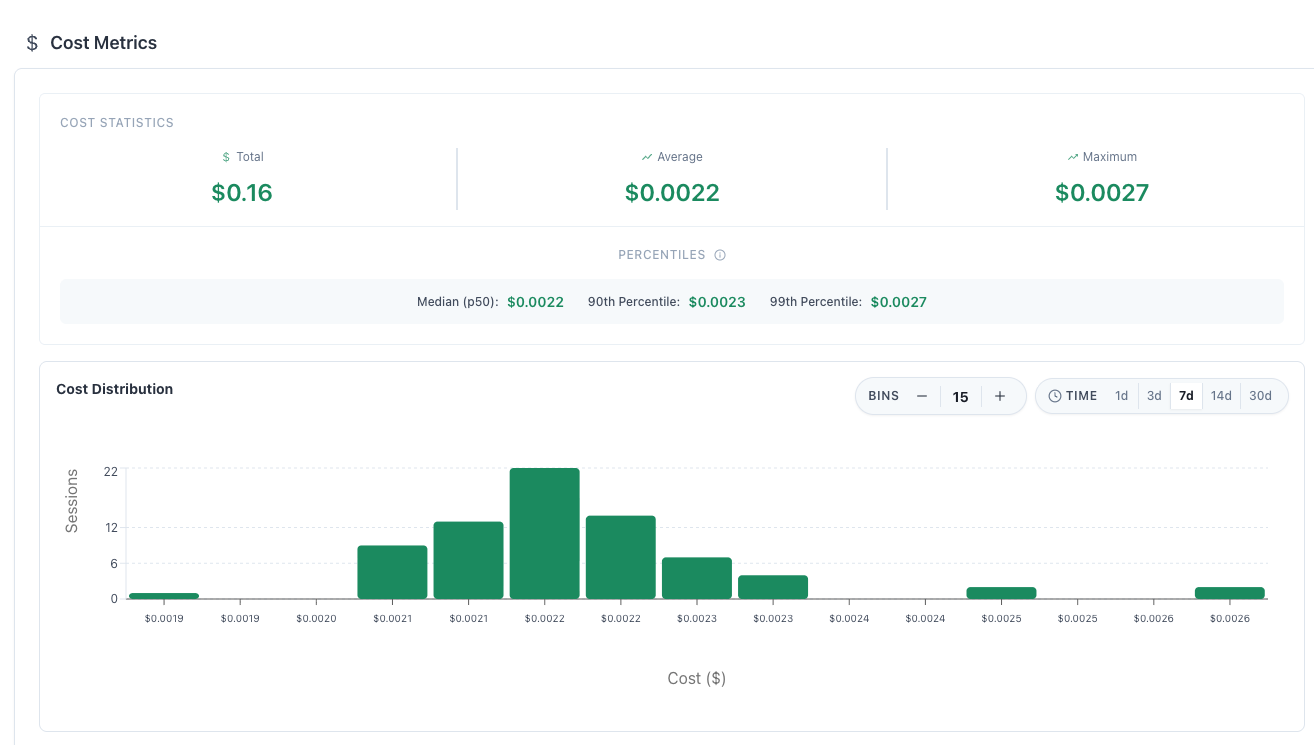 $ Cost Metrics
COST STATISTICS
$ Total
$0.16
Average
$0.0022
Maximum
$0.0027
PERCENTILES
Median (p50): $0.0022 90th Percentile: $0.0023 99th Percentile: $0.0027
Cost Distribution
BINS − 15 +
TIME 1d 3d 7d 14d 30d
Sessions
22
12
6
0
$0.0019 $0.0019 $0.0020 $0.0021 $0.0021 $0.0022 $0.0022 $0.0023 $0.0023 $0.0024 $0.0024 $0.0025 $0.0025 $0.0026 $0.0026
Cost ($)